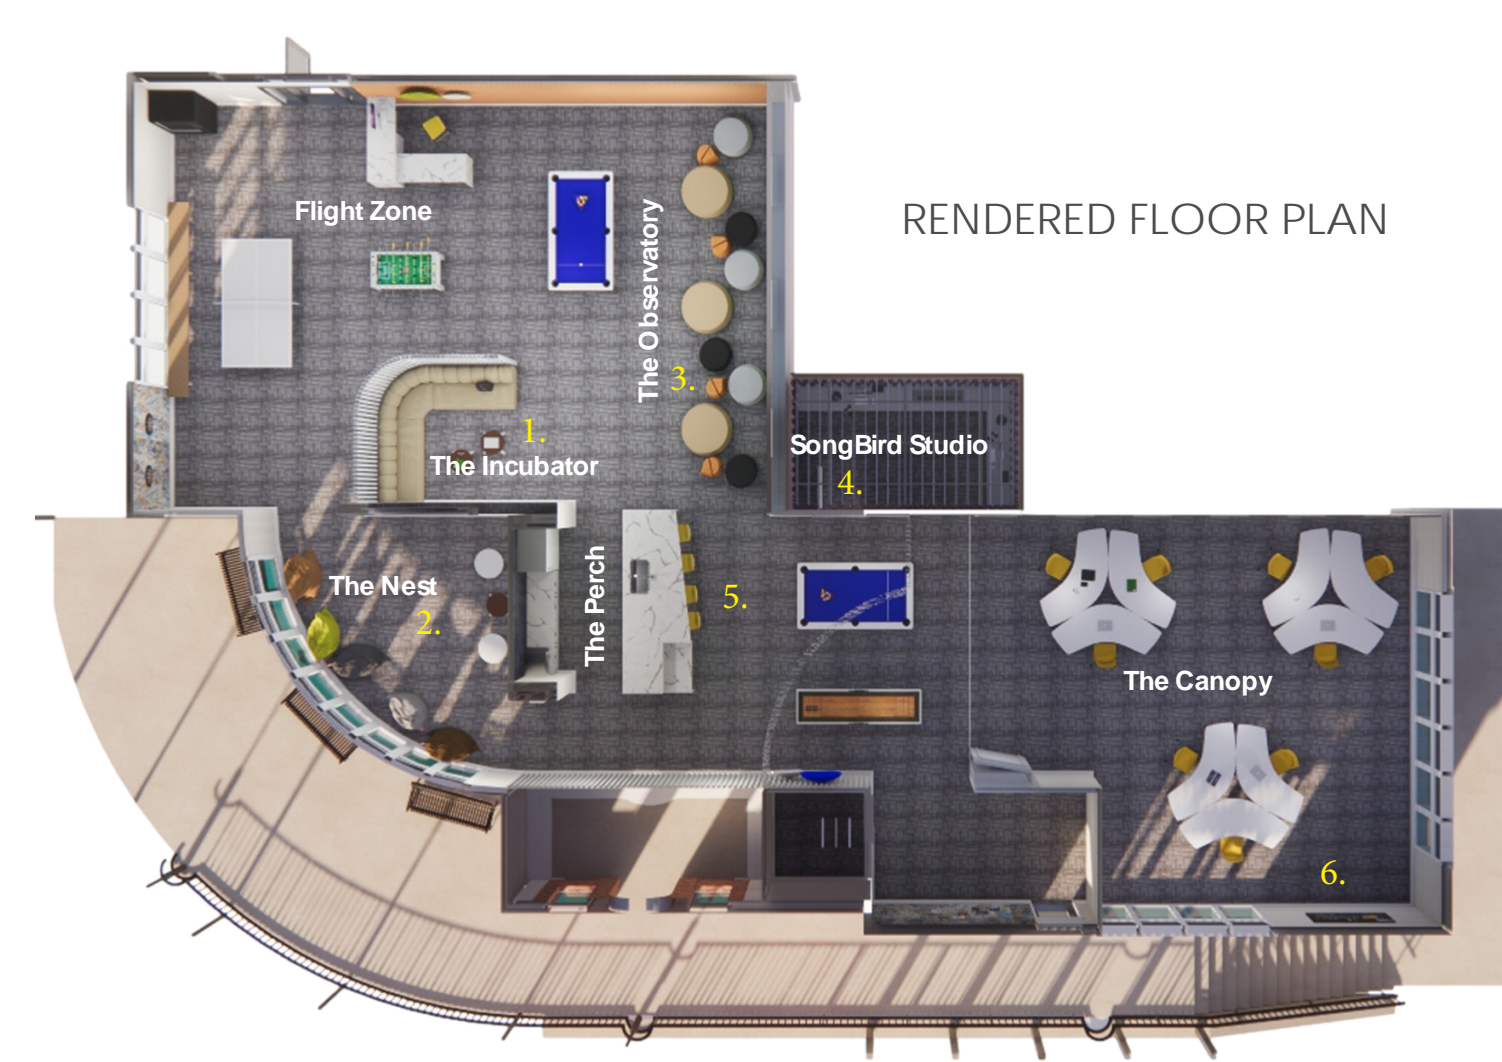 RENDERED FLOOR PLAN
Flight Zone
The Observatory
3.
1.
The Incubator
SongBird Studio
4.
The Nest
2.
The Perch
5.
The Canopy
6.